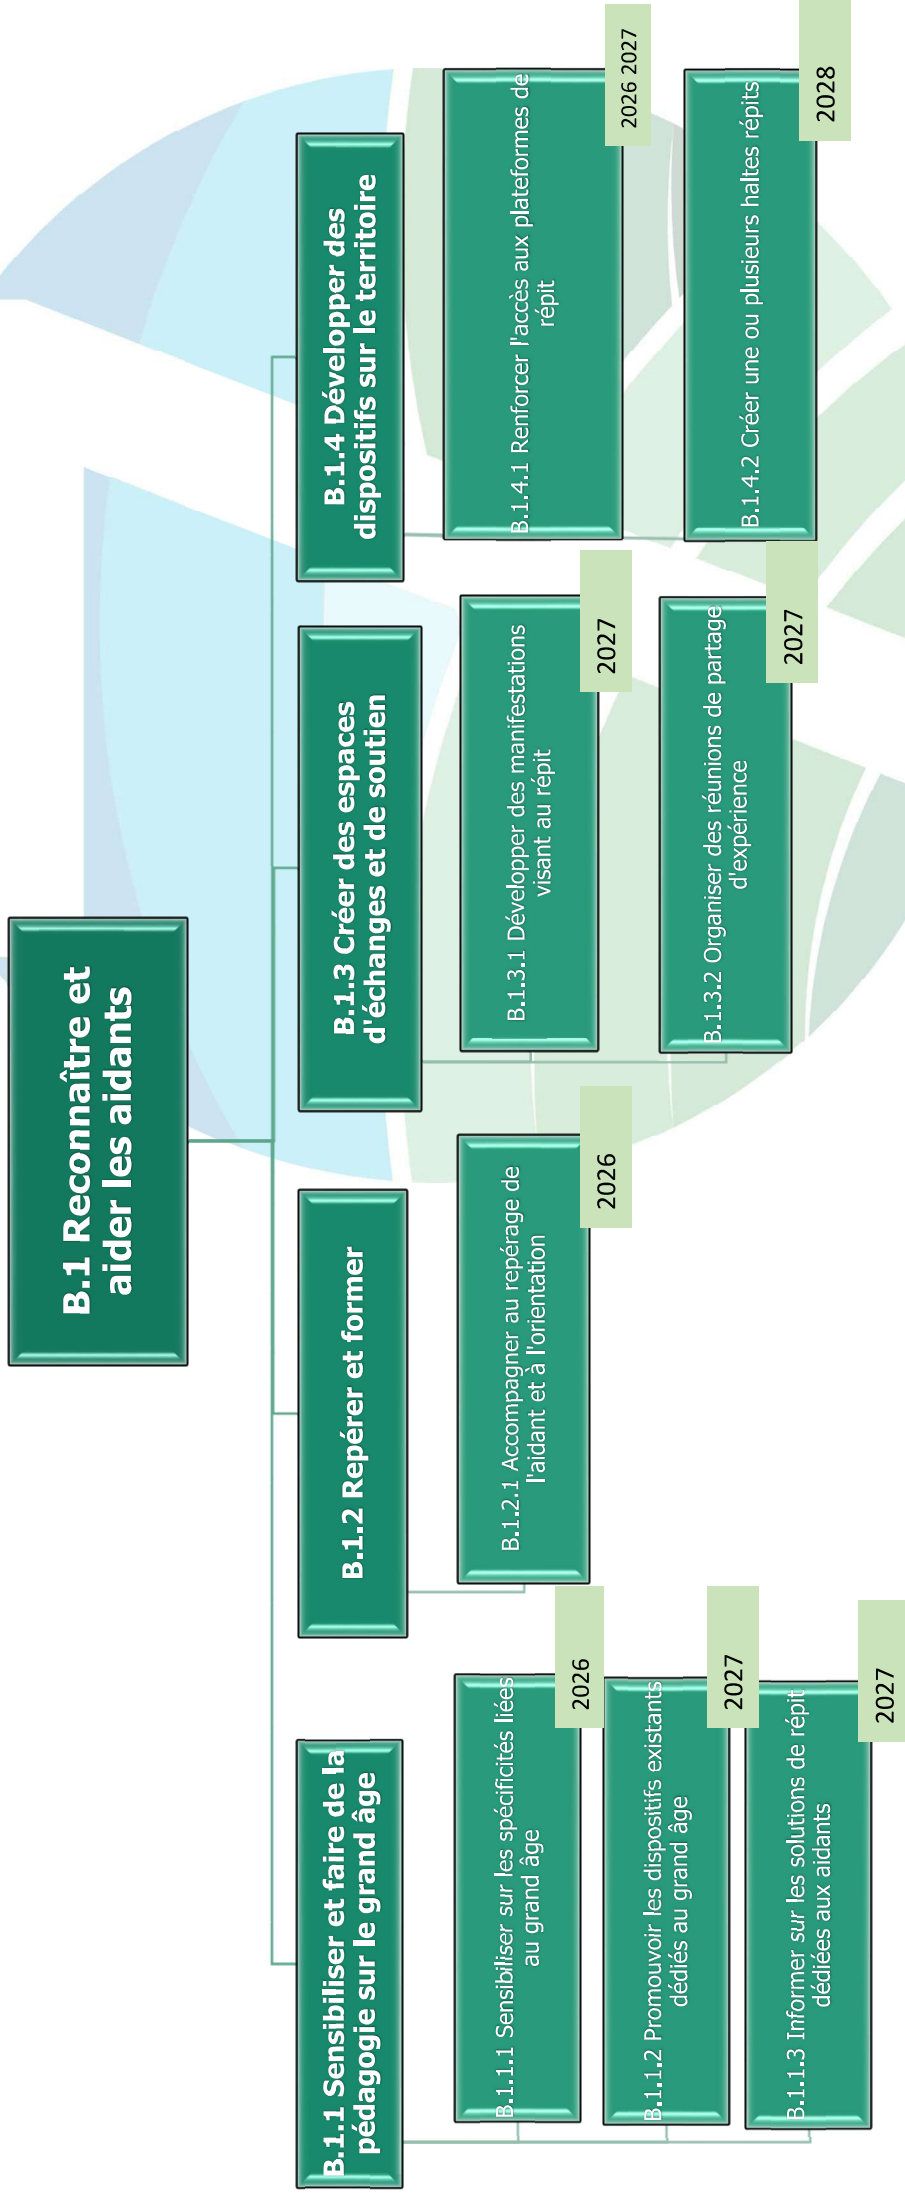 B.1 Reconnaître et
aider les aidants
B.1.1 Sensibiliser et faire de la
pédagogie sur le grand âge
B.1.1.1 Sensibiliser sur les spécificités liées
au grand âge
2026
B.1.1.2 Promouvoir les dispositifs existants
dédiés au grand âge
2027
B.1.1.3 Informer sur les solutions de répit
dédiées aux aidants
2027
B.1.2 Repérer et former
B.1.2.1 Accompagner au repérage de
l'aidant et à l'orientation
2026
B.1.3 Créer des espaces
d'échanges et de soutien
B.1.3.1 Développer des manifestations
visant au répit
2027
B.1.3.2 Organiser des réunions de partage
d'expérience
2027
B.1.4 Développer des
dispositifs sur le territoire
B.1.4.1 Renforcer l'accès aux plateformes de
répit
2026 2027
B.1.4.2 Créer une ou plusieurs haltes répits
2028